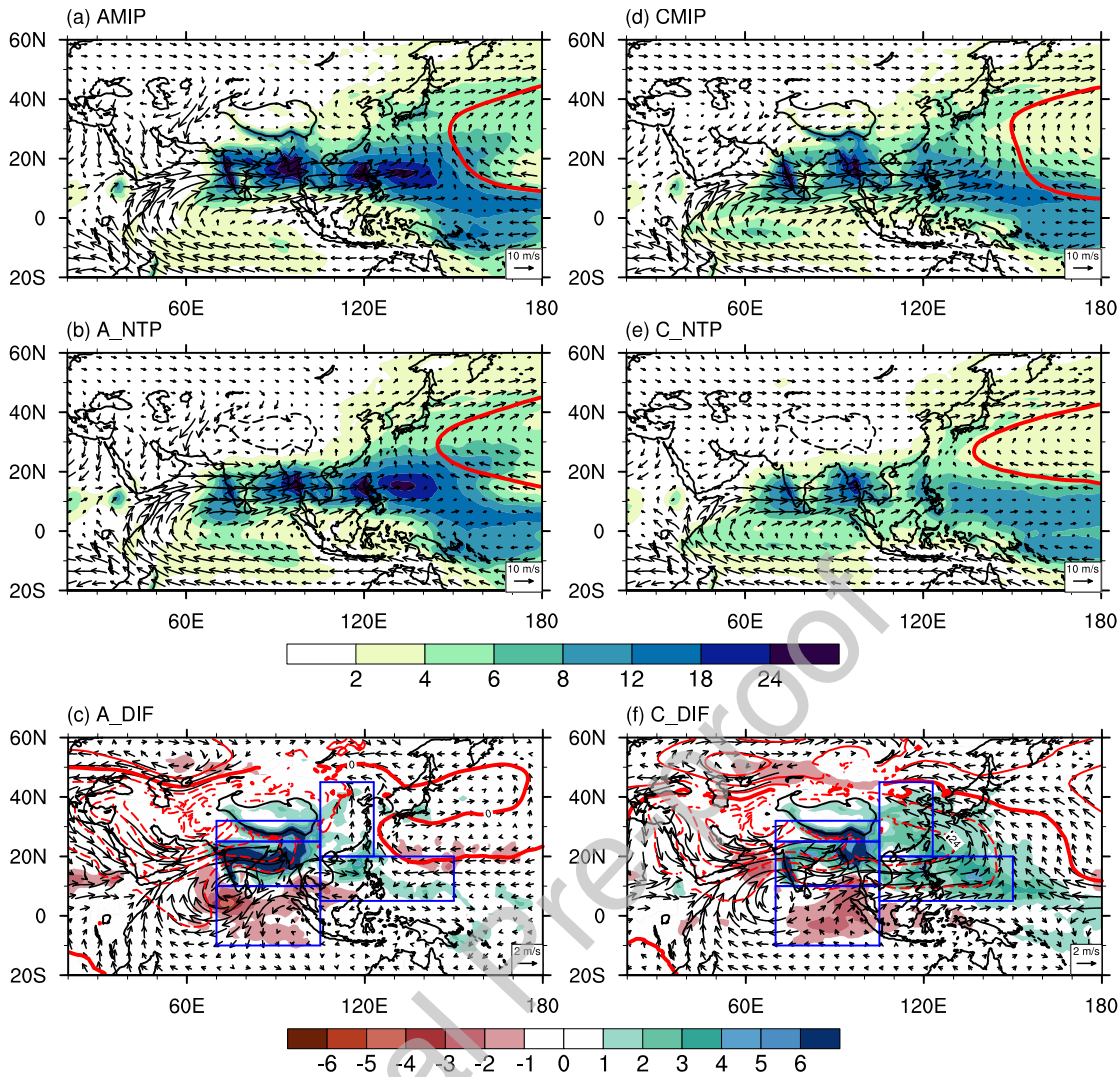 (a) AMIP
(d) CMIP
60N
60N
40N
40N
20N
20N
0
0
20S
20S
10 m/s
10 m/s
60E
120E
180
60E
120E
180
(b) A_NTP
(e) C_NTP
60N
60N
40N
40N
20N
20N
0
0
20S
20S
10 m/s
10 m/s
60E
120E
180
60E
120E
180
2 4 6 8 12 18 24
(c) A_DIF
(f) C_DIF
60N
60N
40N
40N
20N
20N
0
0
20S
20S
0
0
2 m/s
2 m/s
60E
120E
180
60E
120E
180
-6 -5 -4 -3 -2 -1 0 1 2 3 4 5 6
al Pre-proof